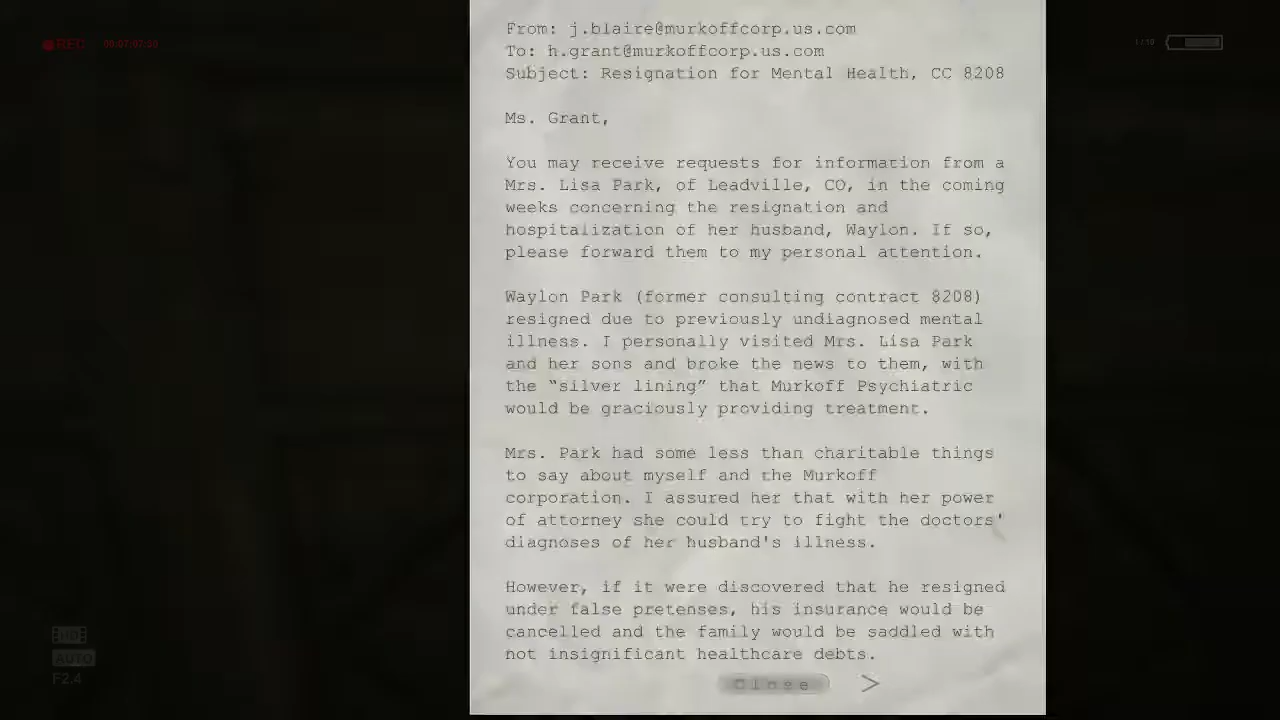 From: j.blaire@murkoffcorp.us.com
To: h.grant@murkoffcorp.us.com
Subject: Resignation for Mental Health, CC 8208
REC 00:07:07:50
1 / 19
Ms. Grant,
You may receive requests for information from a
Mrs. Lisa Park, of Leadville, CO, in the coming
weeks concerning the resignation and
hospitalization of her husband, Waylon. If so,
please forward them to my personal attention.
Waylon Park (former consulting contract 8208)
resigned due to previously undiagnosed mental
illness. I personally visited Mrs. Lisa Park
and her sons and broke the news to them, with
the “silver lining” that Murkoff Psychiatric
would be graciously providing treatment.
Mrs. Park had some less than charitable things
to say about myself and the Murkoff
corporation. I assured her that with her power
of attorney she could try to fight the doctors'
diagnoses of her husband's illness.
However, if it were discovered that he resigned
under false pretenses, his insurance would be
cancelled and the family would be saddled with
not insignificant healthcare debts.
HD
AUTO
F2.4
Close >